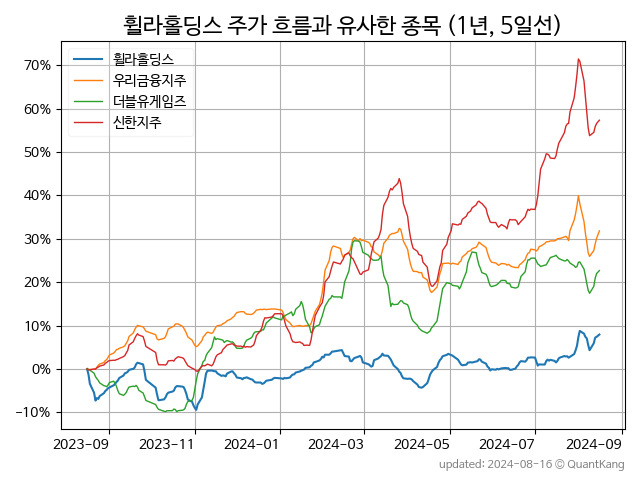 휠라홀딩스 주가 흐름과 유사한 종목 (1년, 5일선)
휠라홀딩스
우리금융지주
더블유게임즈
신한지주
70%
60%
50%
40%
30%
20%
10%
0%
−10%
2023-09 2023-11 2024-01 2024-03 2024-05 2024-07 2024-09
updated: 2024-08-16 © QuantKang